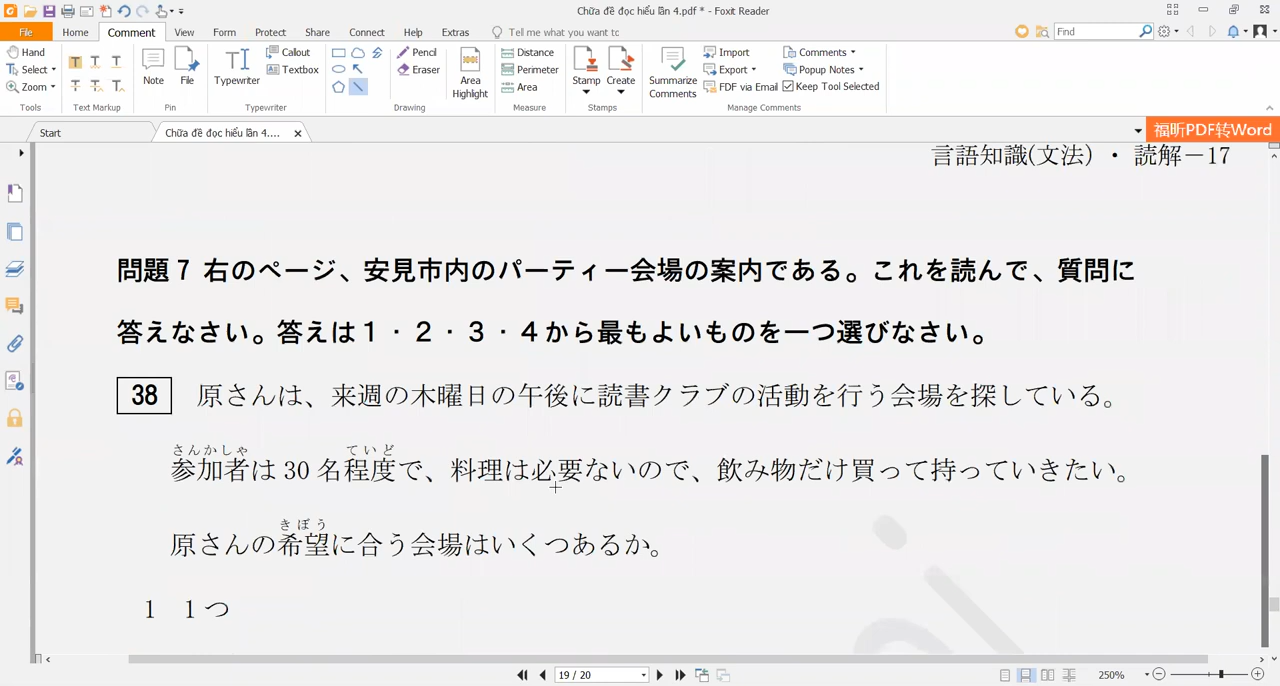 Chữa đề đọc hiểu lần 4.pdf * - Foxit Reader
File Home Comment View Form Protect Share Connect Help Extras Tell me what you want tc Find
Hand Select Zoom Tools
Text Markup
Note File Pin
Typewriter Callout Textbox Typewriter
Pencil Eraser Area Highlight Drawing
Distance Perimeter Area Measure
Stamp Create Stamps
Summarize Comments Import Export FDF via Email Comments Popup Notes Keep Tool Selected Manage Comments
Start Chữa đề đọc hiểu lần 4.... 福昕PDF转Word
言語知識(文法) ・ 読解－17
問題７ 右のページ、安見市内のパーティー会場の案内である。これを読んで、質問に
答えなさい。答えは１・２・３・４から最もよいものを一つ選びなさい。
38 原さんは、来週の木曜日の午後に読書クラブの活動を行う会場を探している。
さんかしゃ ていど
参加者は 30 名程度で、料理は必要ないので、飲み物だけ買って持っていきたい。
きぼう
原さんの希望に合う会場はいくつあるか。
1 1つ
19 / 20 250%